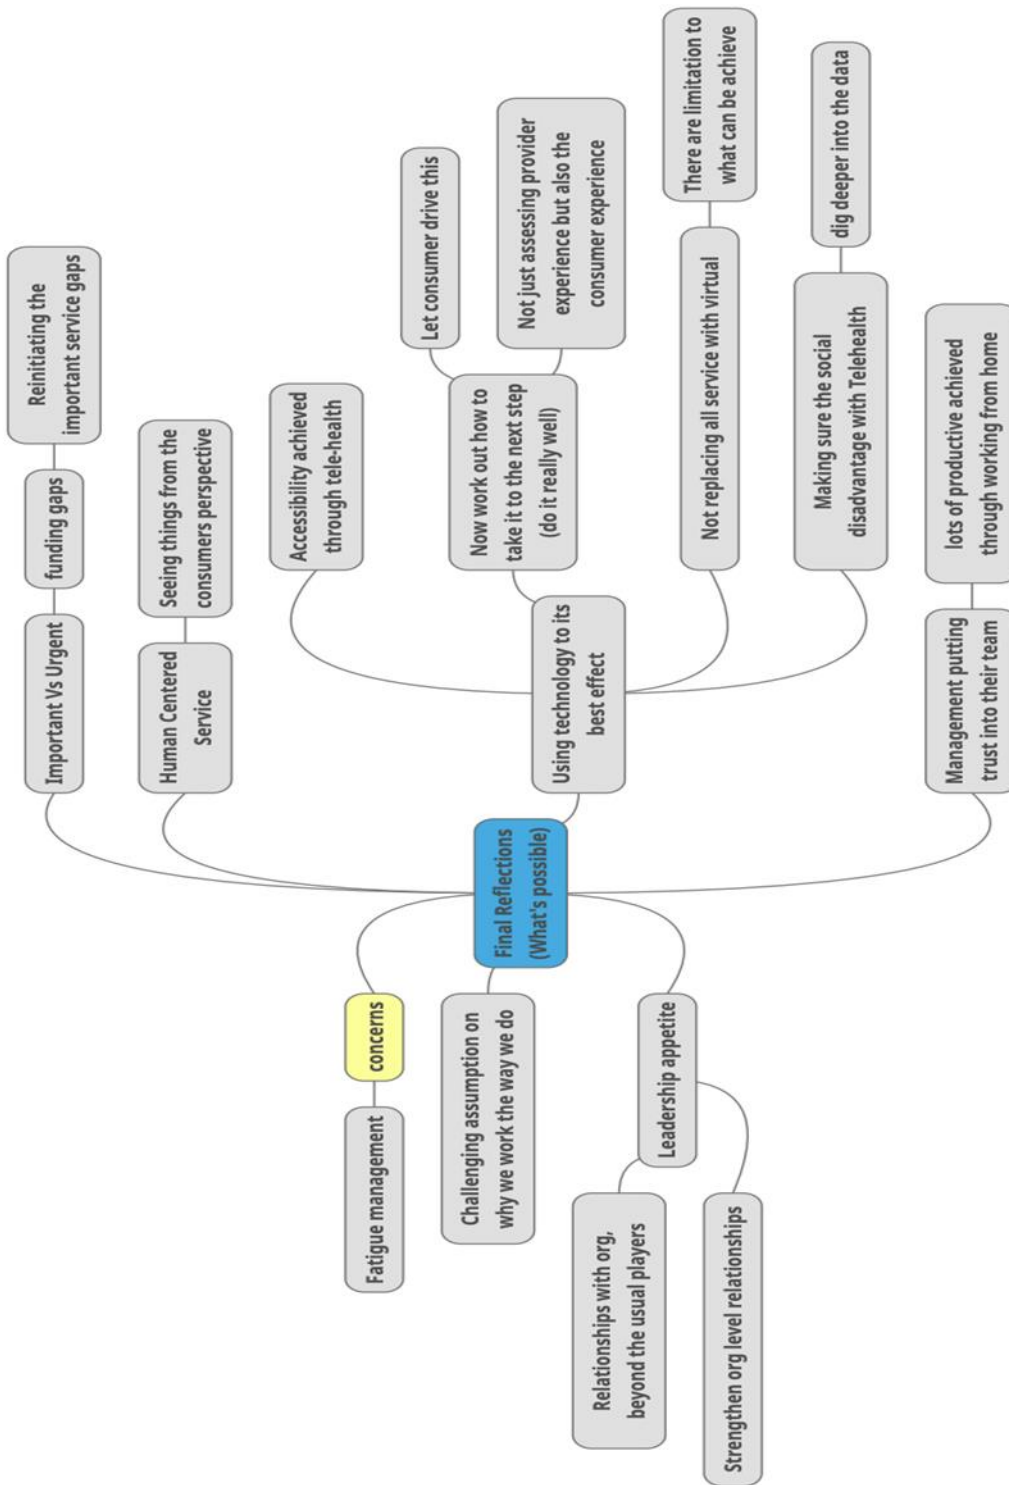 Final Reflections
(What's possible)
concerns
Fatigue management
Challenging assumption on
why we work the way we do
Leadership appetite
Relationships with org,
beyond the usual players
Strengthen org level relationships
Important Vs Urgent
funding gaps
Reinitiating the
important service gaps
Human Centered
Service
Seeing things from the
consumers perspective
Using technology to its
best effect
Accessibility achieved
through tele-health
Now work out how to
take it to the next step
(do it really well)
Let consumer drive this
Not just assessing provider
experience but also the
consumer experience
Not replacing all service with virtual
There are limitation to
what can be achieve
Making sure the social
disadvantage with Telehealth
dig deeper into the data
Management putting
trust into their team
lots of productive achieved
through working from home